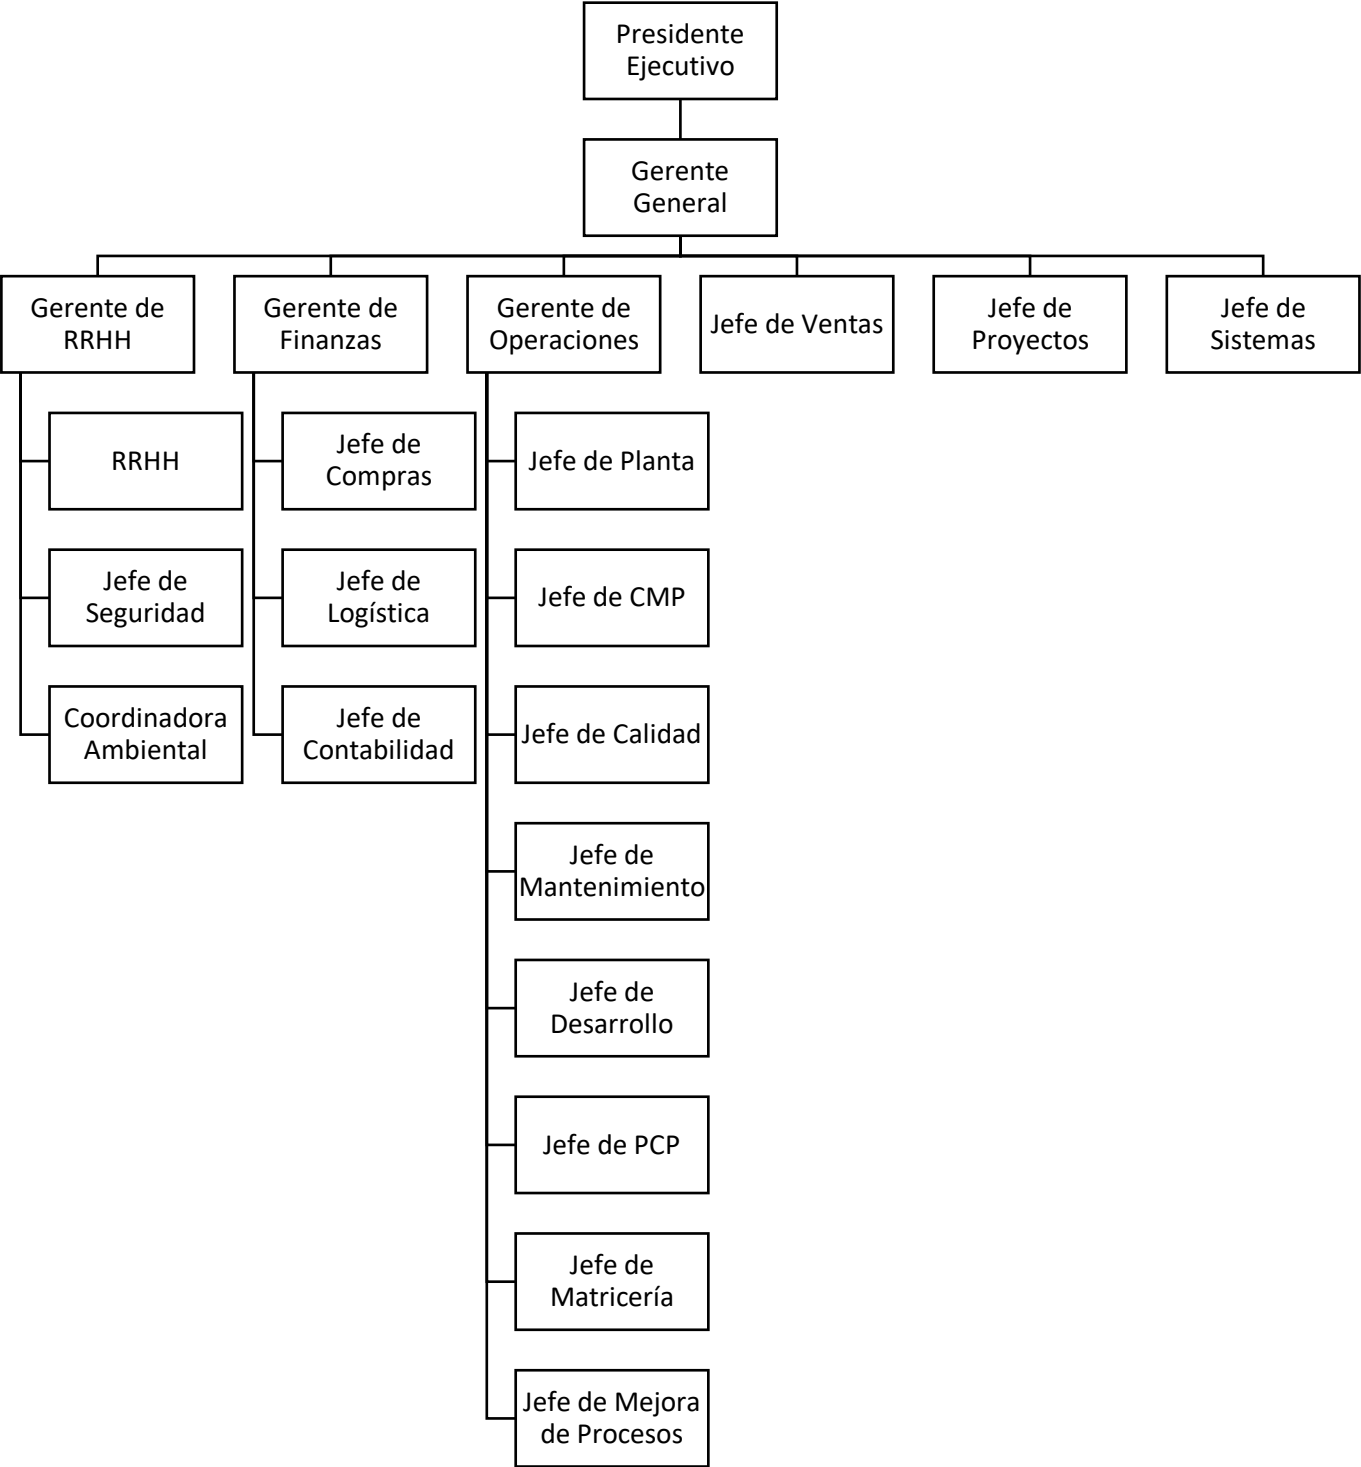 Presidente
Ejecutivo
Gerente
General
Gerente de
RRHH
Gerente de
Finanzas
Gerente de
Operaciones
Jefe de Ventas
Jefe de
Proyectos
Jefe de
Sistemas
RRHH
Jefe de
Seguridad
Coordinadora
Ambiental
Jefe de
Compras
Jefe de
Logística
Jefe de
Contabilidad
Jefe de Planta
Jefe de CMP
Jefe de Calidad
Jefe de
Mantenimiento
Jefe de
Desarrollo
Jefe de PCP
Jefe de
Matricería
Jefe de Mejora
de Procesos